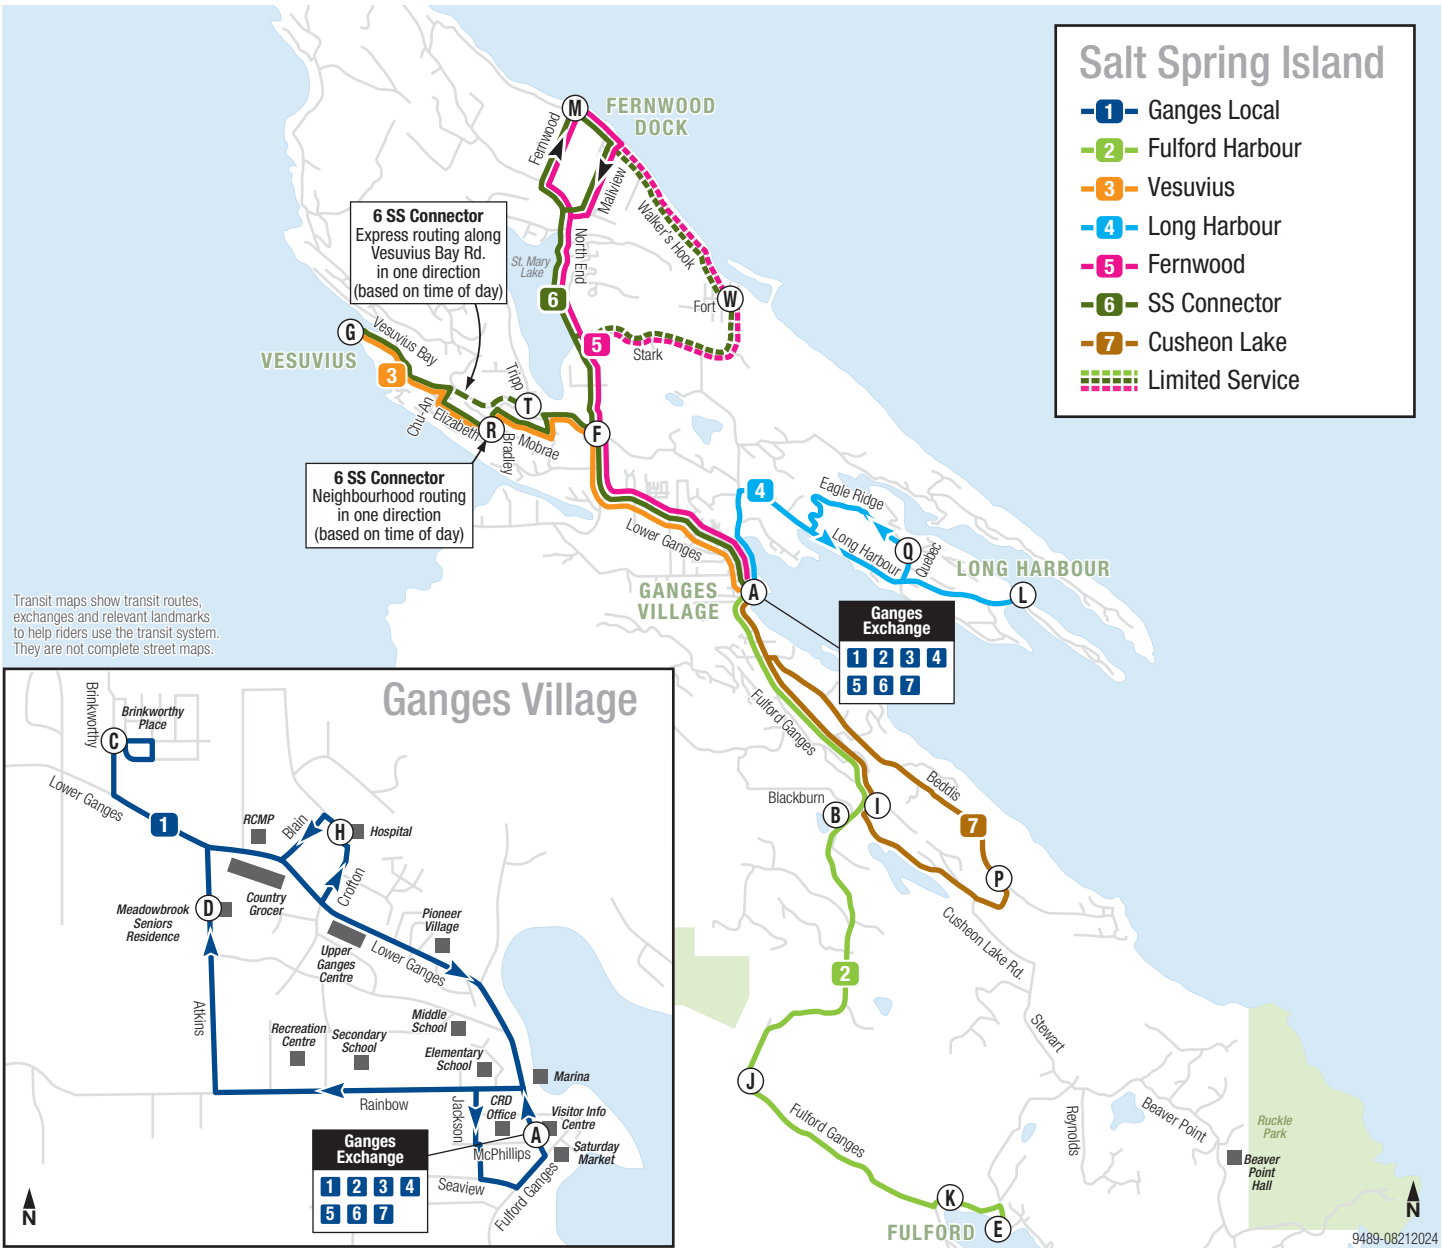 Salt Spring Island
1 Ganges Local
2 Fulford Harbour
3 Vesuvius
4 Long Harbour
5 Fernwood
6 SS Connector
7 Cusheon Lake
Limited Service
M
FERNWOOD
DOCK
Fernwood
Malview
Walker's Hook
North End
St. Mary
Lake
6
W
Fort
5
Stark
6 SS Connector
Express routing along
Vesuvius Bay Rd.
in one direction
(based on time of day)
G
Vesuvius Bay
VESUVIUS
3
Tripp
T
Chu-An
Elizabeth
R
Bradley
Mobrae
F
6 SS Connector
Neighbourhood routing
in one direction
(based on time of day)
Lower Ganges
4
Eagle Ridge
Long Harbour
Q
Quebec
LONG HARBOUR
L
GANGES
VILLAGE
A
Ganges
Exchange
1 2 3 4
5 6 7
Transit maps show transit routes,
exchanges and relevant landmarks
to help riders use the transit system.
They are not complete street maps.
Fulford Ganges
Beddis
Blackburn
B
I
7
P
Cusheon Lake Rd.
2
Stewart
J
Fulford Ganges
Reynolds
Beaver Point
Ruckle
Park
Beaver
Point
Hall
K
E
FULFORD
N
9489-08212024
Ganges Village
Brinkworthy
C
Brinkworthy
Place
Lower Ganges
1
RCMP
Blain
H
Hospital
Crofton
Country
Grocer
D
Meadowbrook
Seniors
Residence
Upper
Ganges
Centre
Pioneer
Village
Lower Ganges
Atkins
Recreation
Centre
Secondary
School
Middle
School
Elementary
School
Marina
Rainbow
Jackson
CRD
Office
Visitor Info
Centre
A
McPhillips
Saturday
Market
Seaview
Fulford Ganges
Ganges
Exchange
1 2 3 4
5 6 7
N